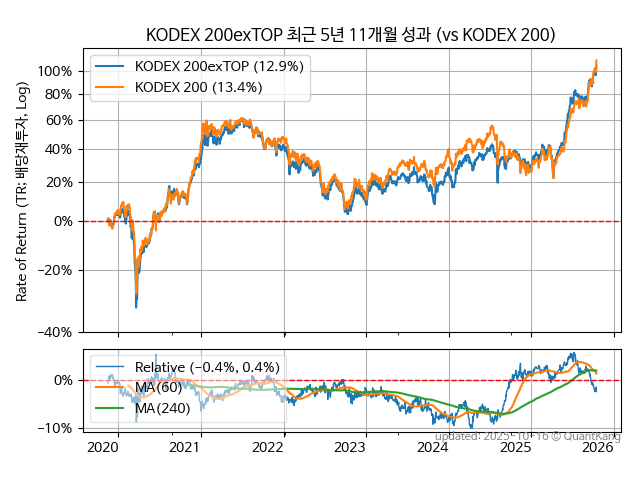 KODEX 200exTOP 최근 5년 11개월 성과 (vs KODEX 200)
Rate of Return (TR; 배당재투자, Log)
KODEX 200exTOP (12.9%)
KODEX 200 (13.4%)
100%
80%
60%
40%
20%
0%
−20%
−40%
Relative (−0.4%, 0.4%)
MA(60)
MA(240)
0%
−10%
2020 2021 2022 2023 2024 2025 2026
updated: 2025-10-16 © QuantKang